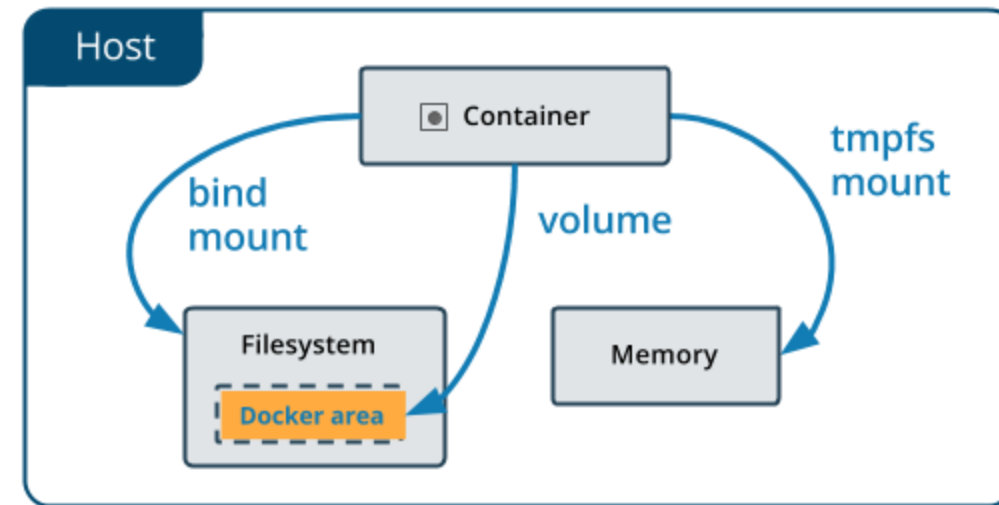 Host
Container
bind
mount
volume
tmpfs
mount
Filesystem
Docker area
Memory